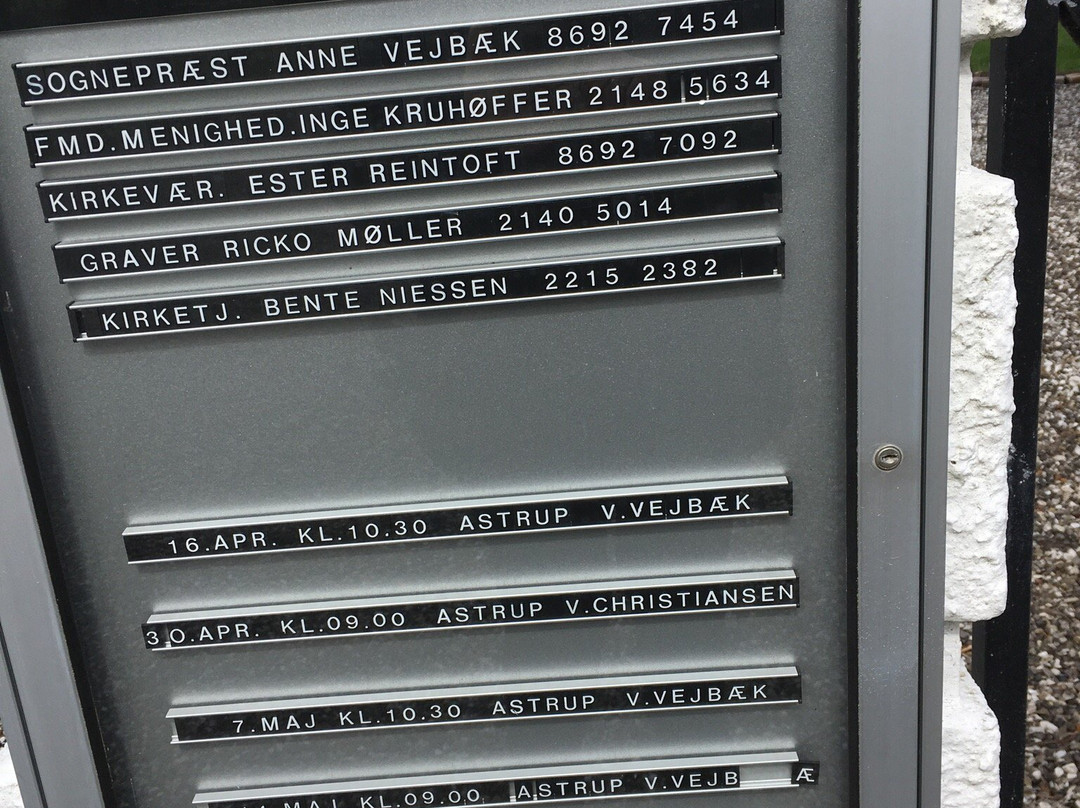 SOGNEPRÆST ANNE VEJBÆK 8692 7454
FMD.MENIGHED.INGE KRUHØFFER 2148 5634
KIRKEVÆR. ESTER REINTOFT 8692 7092
GRAVER RICKO MØLLER 2140 5014
KIRKETJ. BENTE NIESSEN 2215 2382
16.APR. KL.10.30 ASTRUP V.VEJBÆK
30.APR. KL.09.00 ASTRUP V.CHRISTIANSEN
7.MAJ KL.10.30 ASTRUP V.VEJBÆK
MAJ KL.09.00 ASTRUP V.VEJB Æ